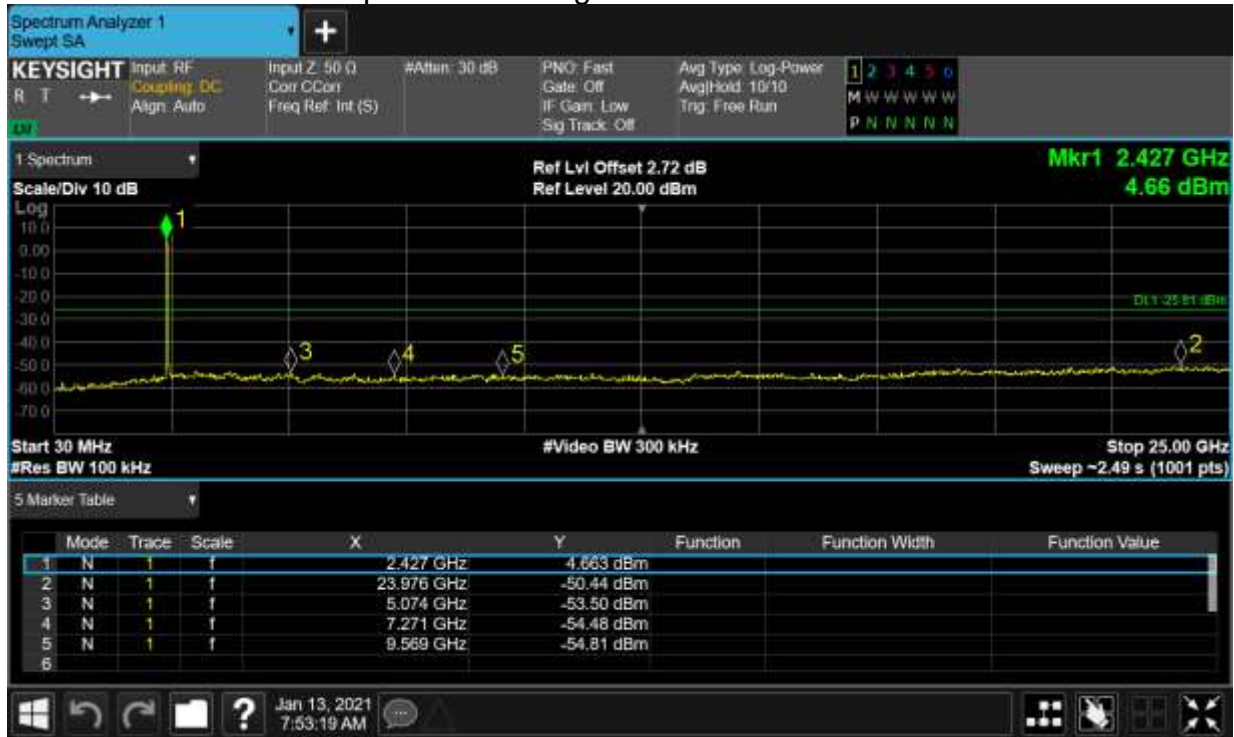 Spectrum Analyzer 1
Swept SA
+
KEYSIGHT
R T
Input: RF
Coupling: DC
Align: Auto
Input Z: 50 Ω
Corr CCorr
Freq Ref: Int (S)
#Atten: 30 dB
PNO: Fast
Gate: Off
IF Gain: Low
Sig Track: Off
Avg Type: Log-Power
Avg|Hold: 10/10
Trig: Free Run
1 2 3 4 5 6
M W W W W W
P N N N N N
1 Spectrum
Scale/Div 10 dB
Ref Lvl Offset 2.72 dB
Ref Level 20.00 dBm
Mkr1 2.427 GHz
4.66 dBm
Log
10.0
0.00
-10.0
-20.0
-30.0
-40.0
-50.0
-60.0
-70.0
1
DL1 -25.81 dBm
3
4
5
2
Start 30 MHz
#Res BW 100 kHz
#Video BW 300 kHz
Stop 25.00 GHz
Sweep ~2.49 s (1001 pts)
5 Marker Table
Mode Trace Scale X Y Function Function Width Function Value
1 N 1 f 2.427 GHz 4.663 dBm
2 N 1 f 23.976 GHz -50.44 dBm
3 N 1 f 5.074 GHz -53.50 dBm
4 N 1 f 7.271 GHz -54.48 dBm
5 N 1 f 9.569 GHz -54.81 dBm
6
?
Jan 13, 2021
7:53:19 AM